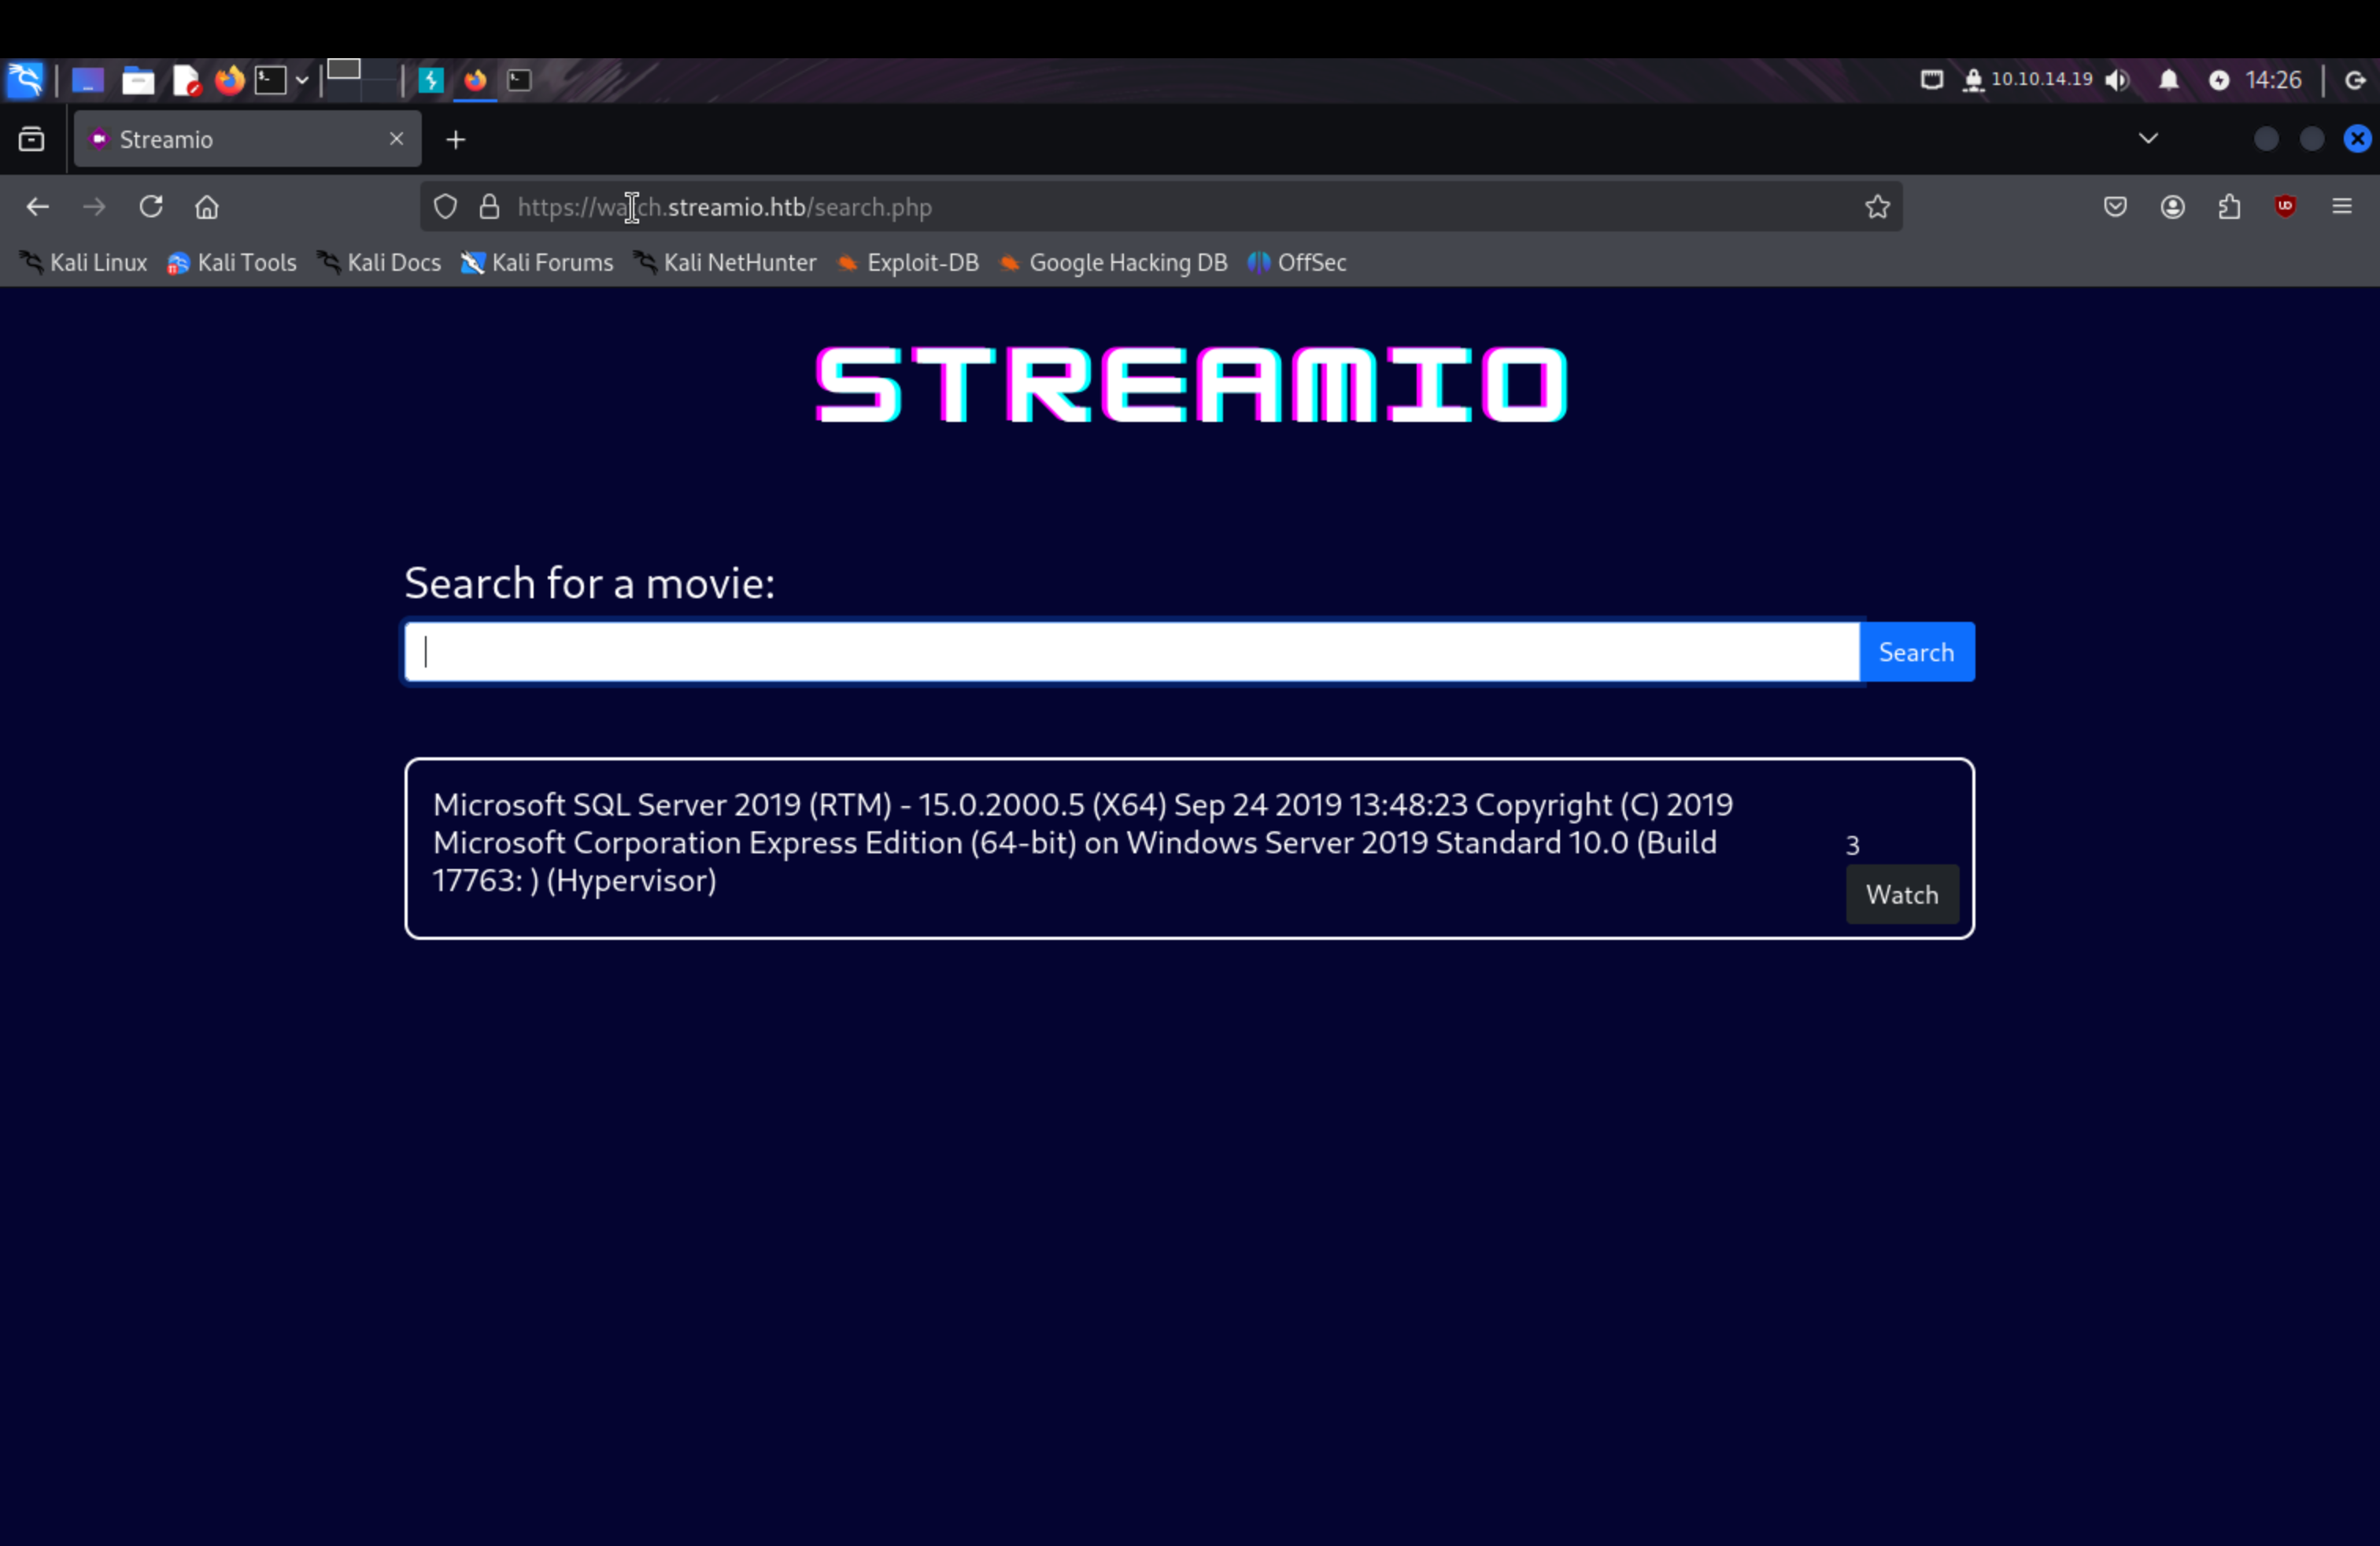 10.10.14.19 14:26
Streamio
https://watch.streamio.htb/search.php
Kali Linux Kali Tools Kali Docs Kali Forums Kali NetHunter Exploit-DB Google Hacking DB OffSec
STREAMIO
Search for a movie:
Search
Microsoft SQL Server 2019 (RTM) - 15.0.2000.5 (X64) Sep 24 2019 13:48:23 Copyright (C) 2019
Microsoft Corporation Express Edition (64-bit) on Windows Server 2019 Standard 10.0 (Build
17763: ) (Hypervisor)
3
Watch